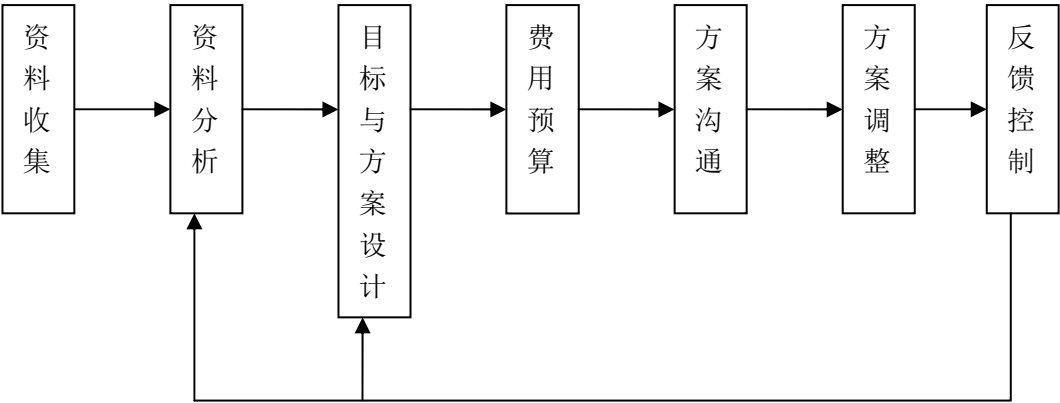 资料收集
资料分析
目标与方案设计
费用预算
方案沟通
方案调整
反馈控制